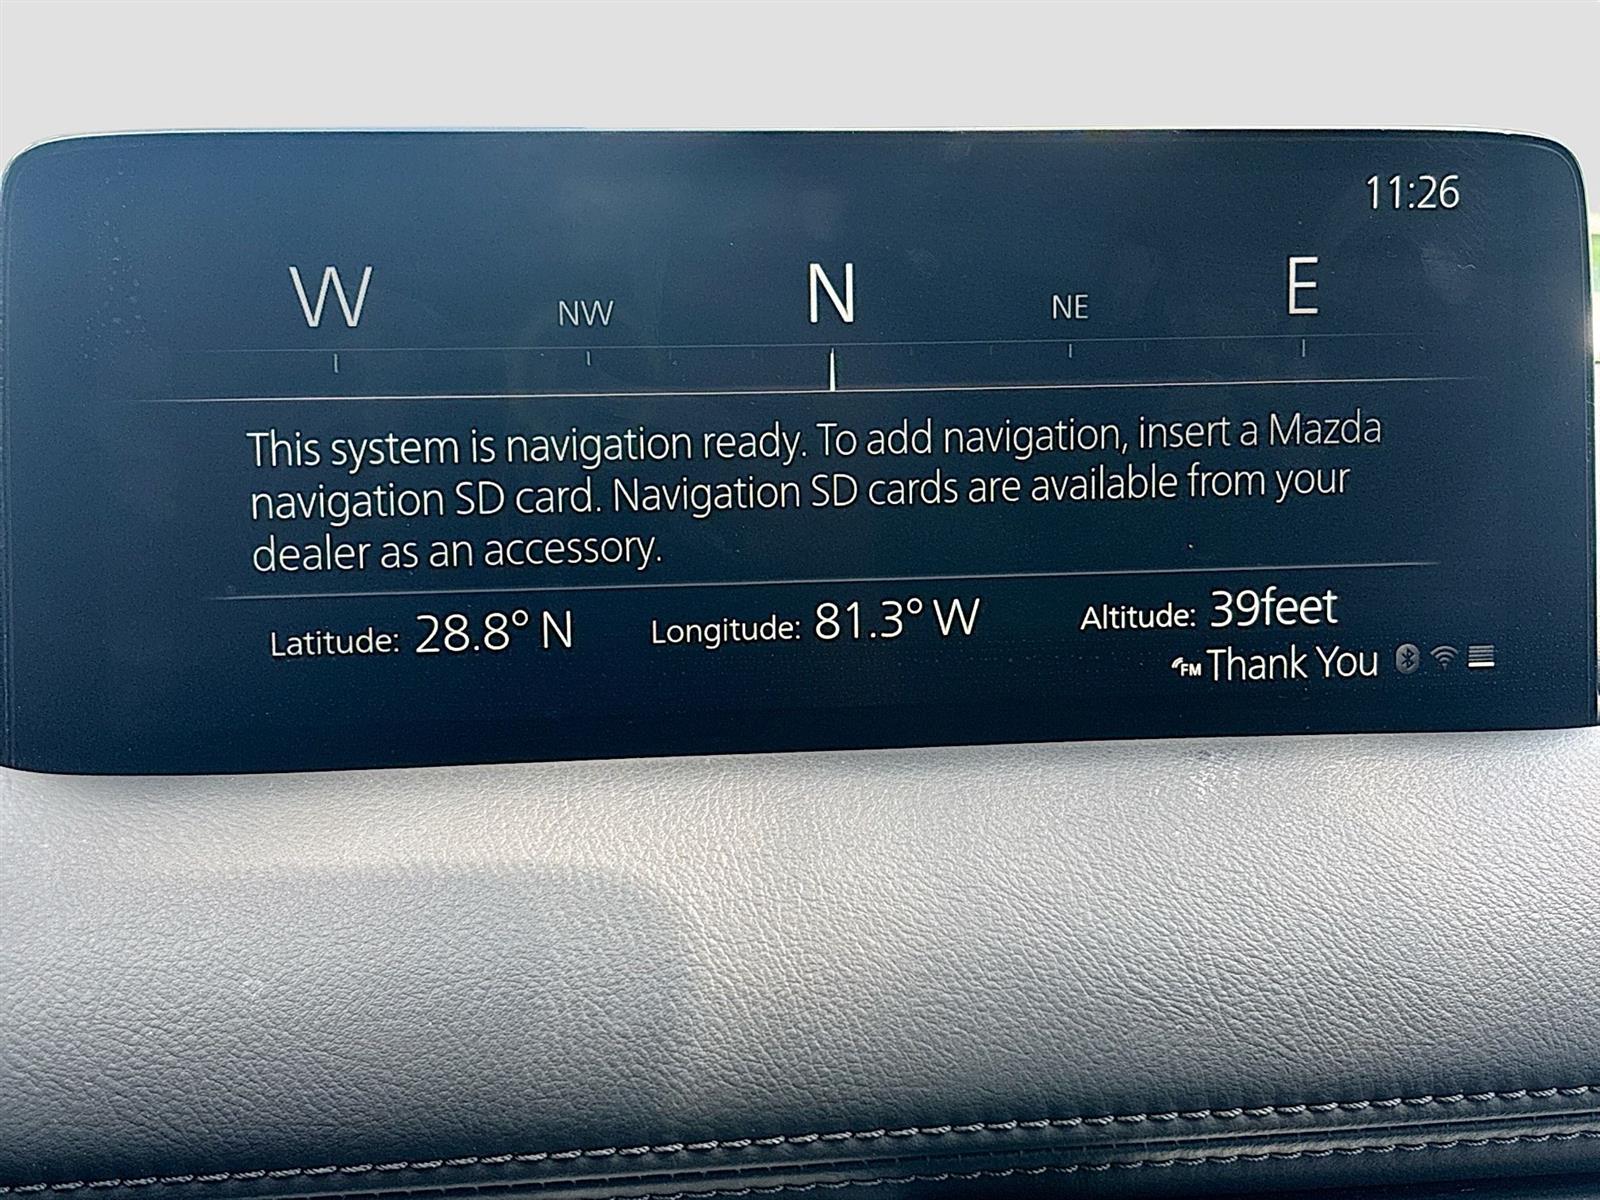 11:26
W NW N NE E
This system is navigation ready. To add navigation, insert a Mazda
navigation SD card. Navigation SD cards are available from your
dealer as an accessory.
Latitude: 28.8° N Longitude: 81.3° W Altitude: 39feet
FM Thank You